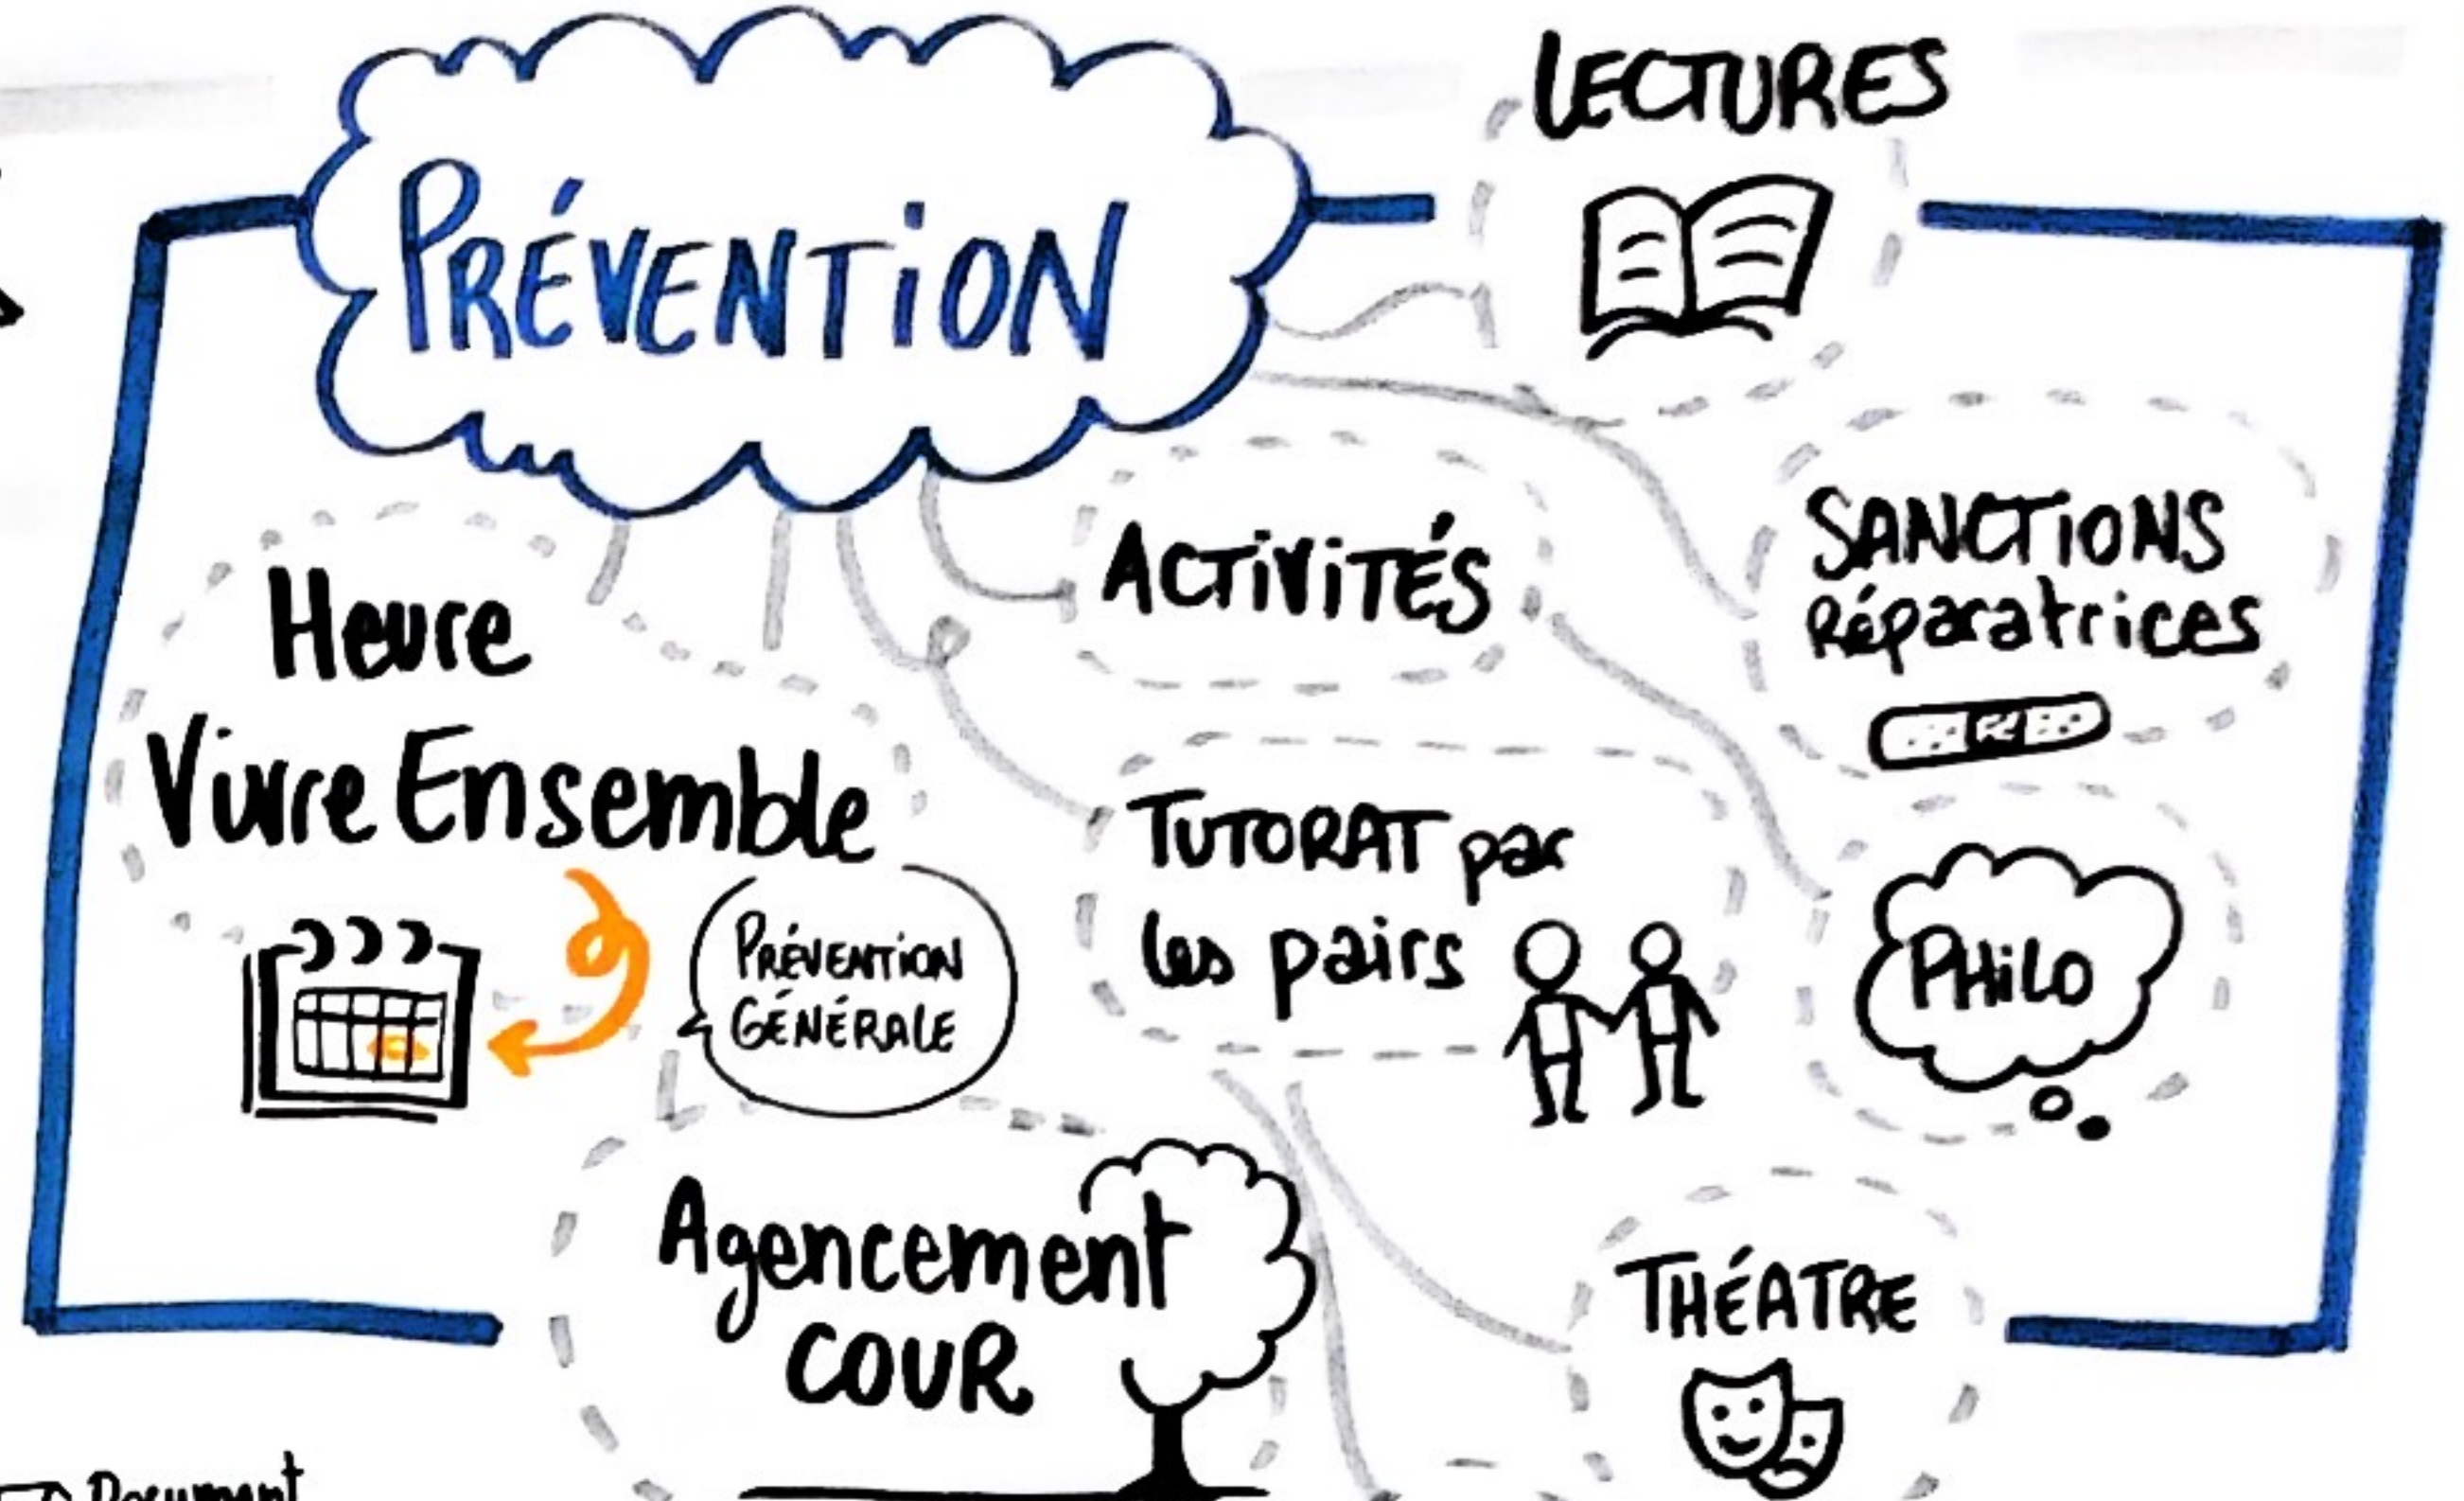 PRÉVENTiON
LECTURES
ACTiViTÉS
SANCTiONS
Réparatrices
Heure
Vivre Ensemble
PRÉVENTiON
GÉNÉRALE
TUTORAT par
les pairs
PHiLO
Agencement
COUR
THÉATRE
Document